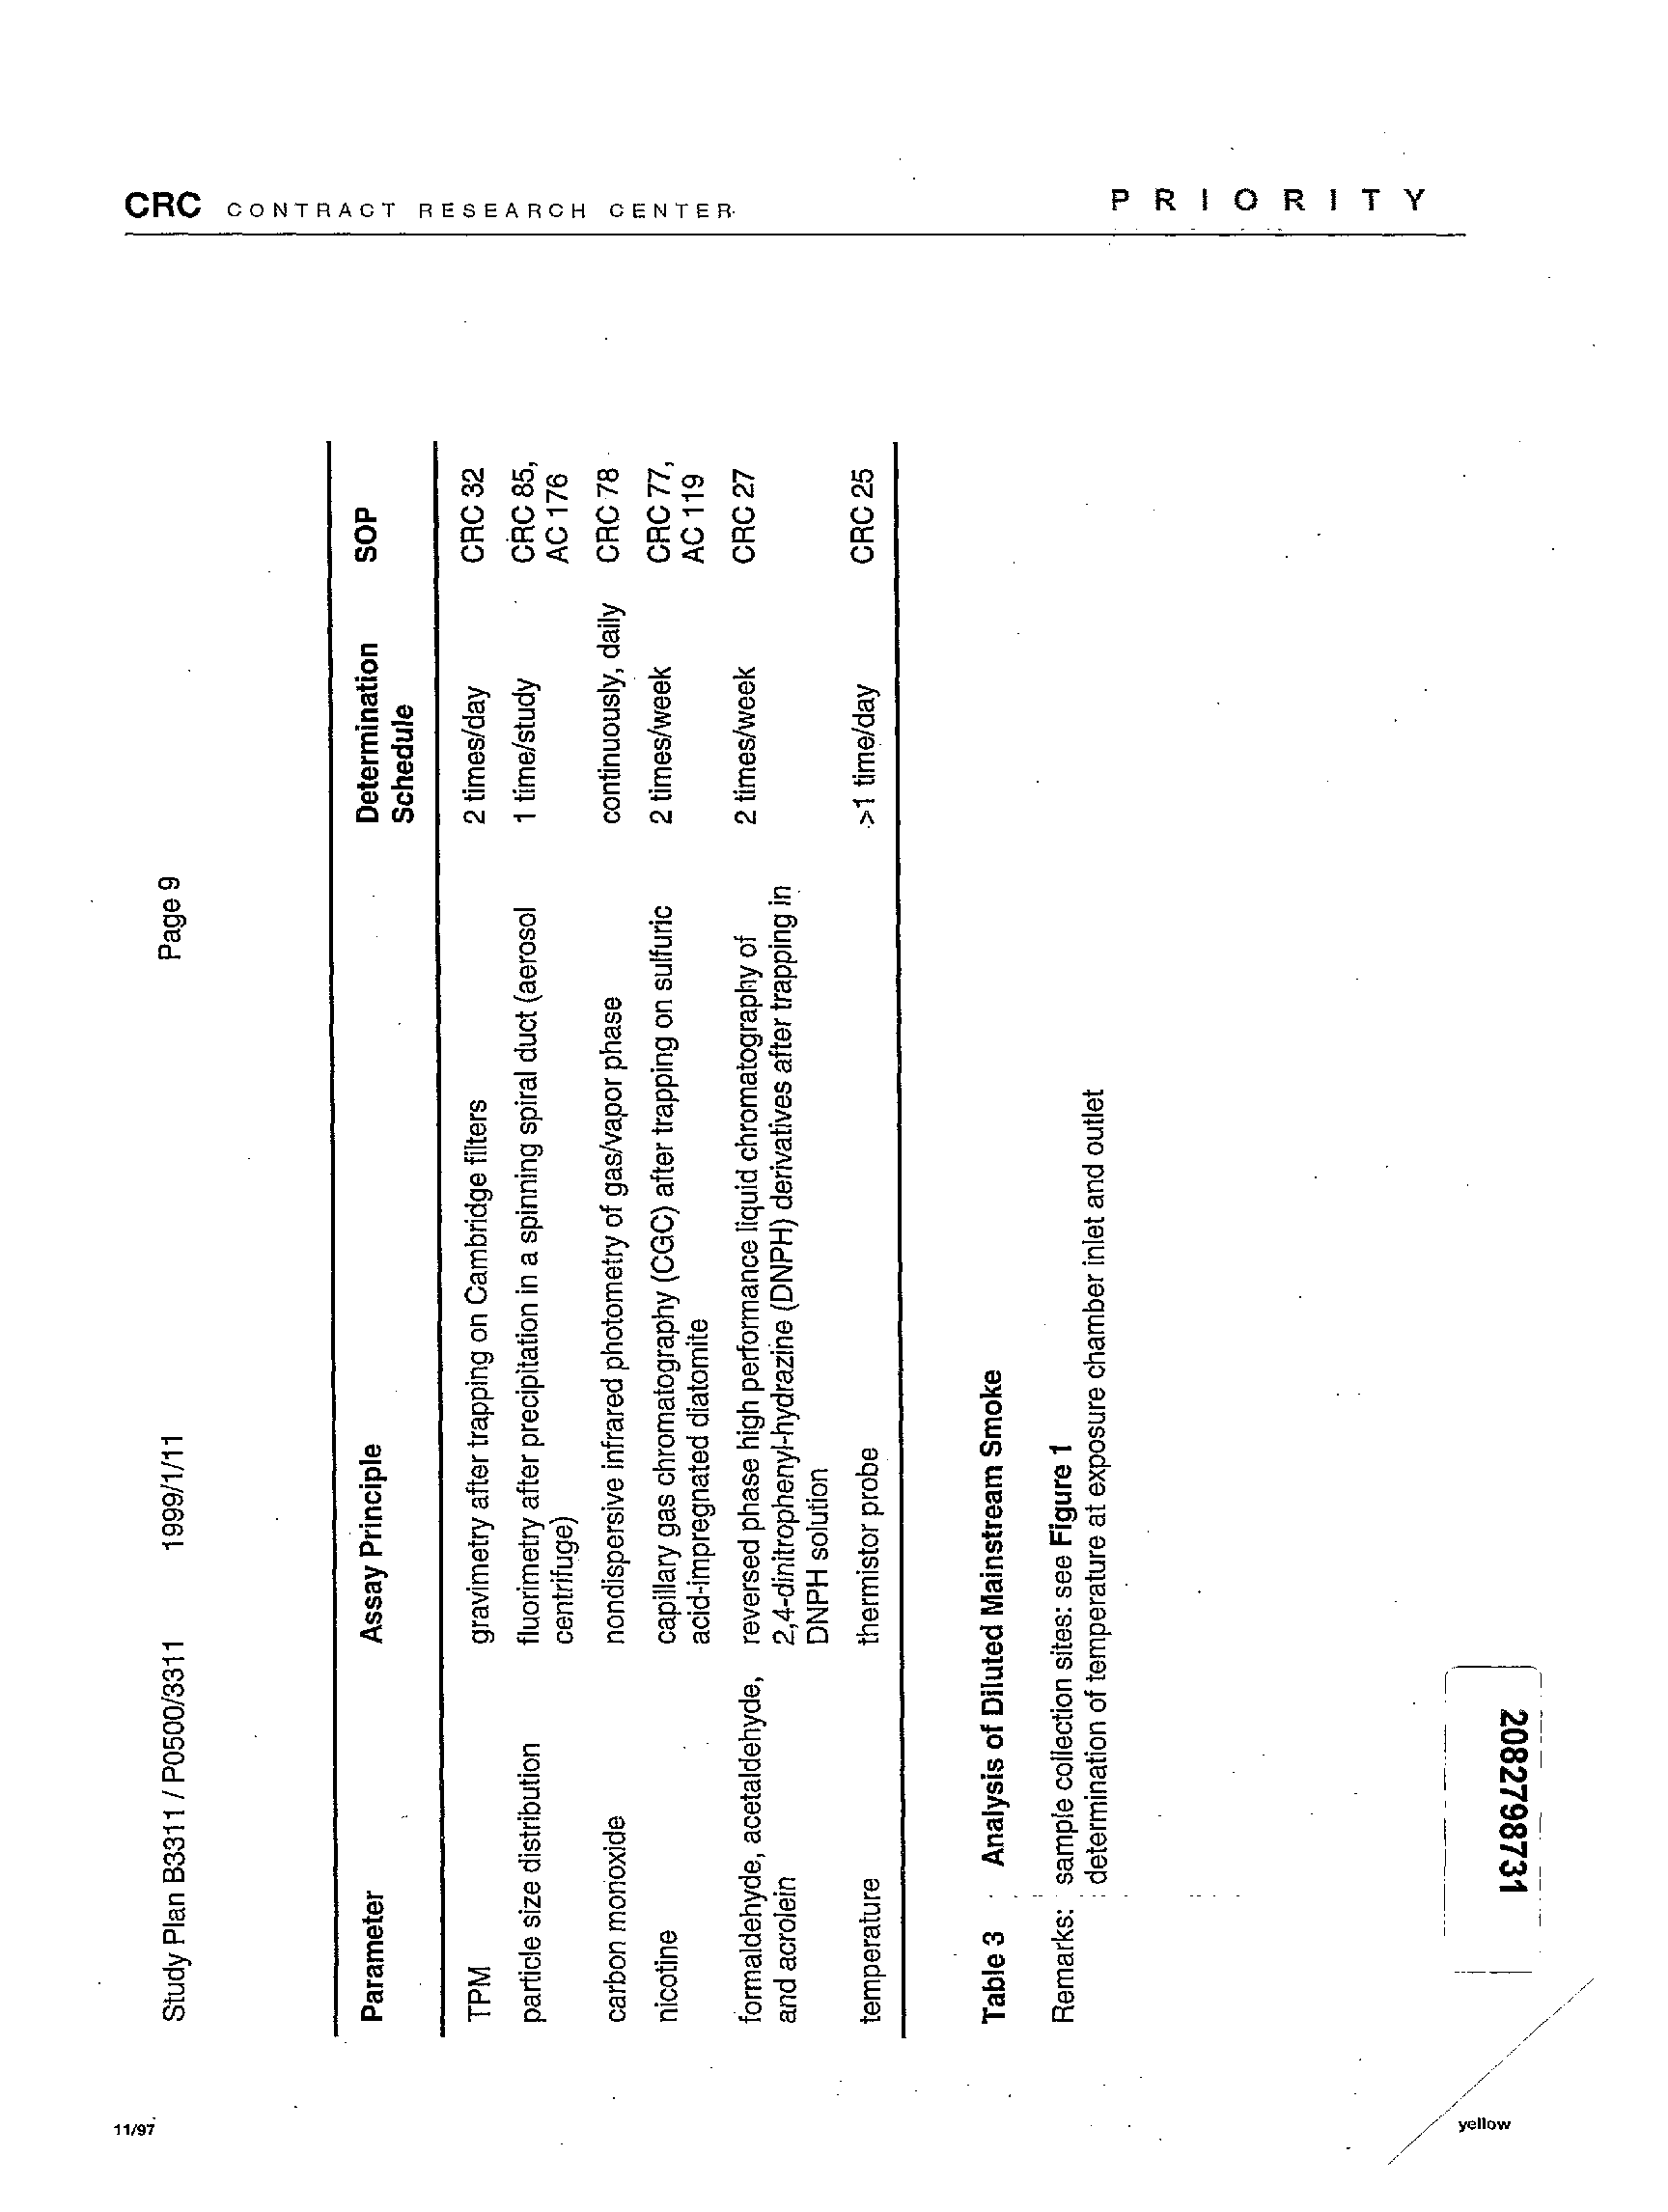 CRC CONTRACT RESEARCH CENTER
PRIORITY
Study Plan B3311 / P0500/3311 1999/1/11 Page 9
Parameter Assay Principle Determination SOP
Schedule
TPM gravimetry after trapping on Cambridge filters 2 times/day CRC 32
particle size distribution fluorimetry after precipitation in a spinning spiral duct (aerosol 1 time/study CRC 85,
centrifuge) AC 176
carbon monoxide nondispersive infrared photometry of gas/vapor phase continuously, daily CRC 78
nicotine capillary gas chromatography (CGC) after trapping on sulfuric 2 times/week CRC 77,
acid-impregnated diatomite AC 119
formaldehyde, acetaldehyde, reversed phase high performance liquid chromatography of 2 times/week CRC 27
and acrolein 2,4-dinitrophenyl-hydrazine (DNPH) derivatives after trapping in
DNPH solution
temperature thermistor probe >1 time/day CRC 25
Table 3 Analysis of Diluted Mainstream Smoke
Remarks: sample collection sites: see Figure 1
determination of temperature at exposure chamber inlet and outlet
2082798731
11/97
yellow